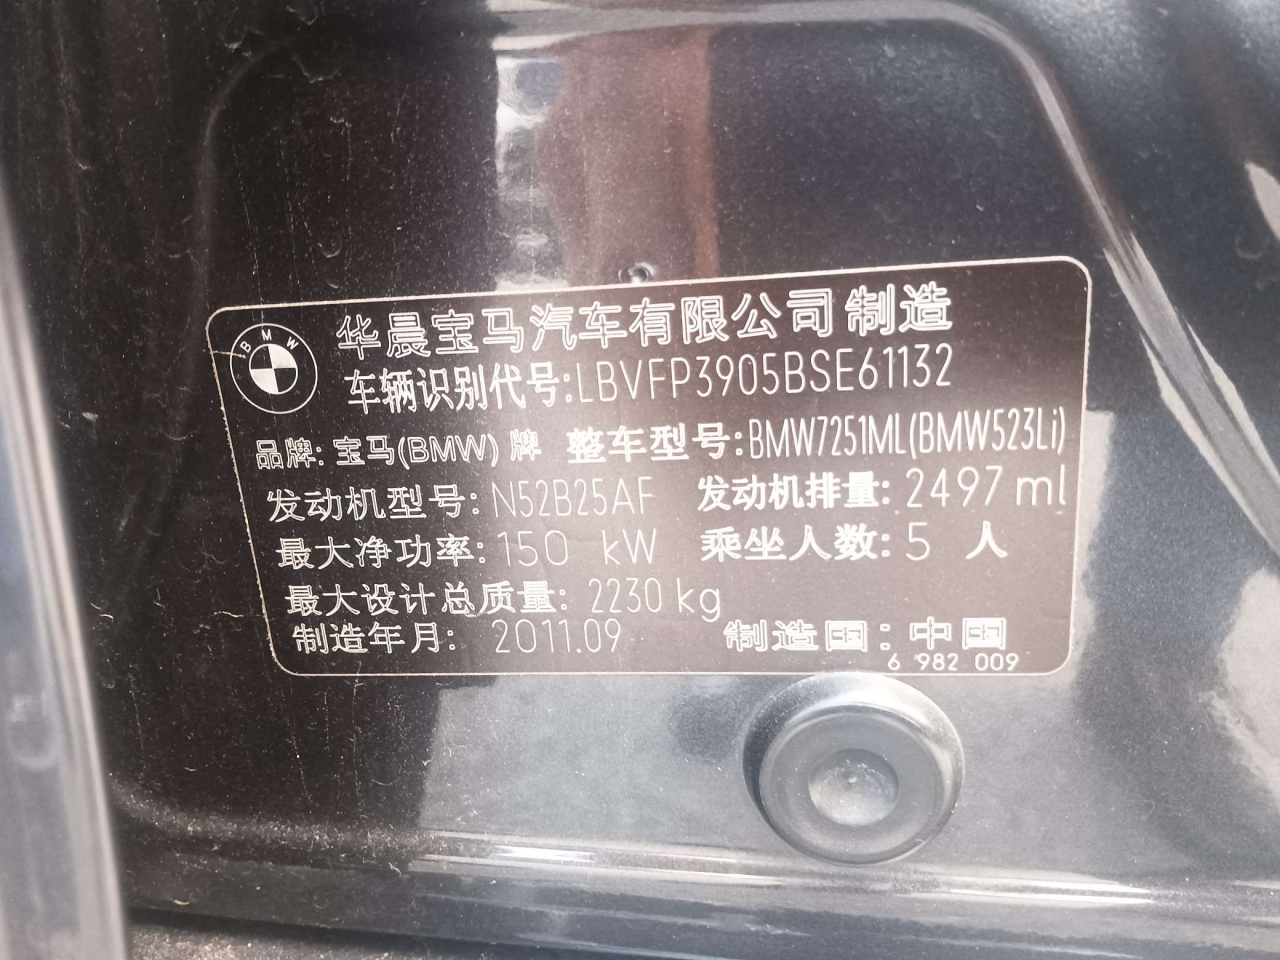 BMW
华晨宝马汽车有限公司制造
车辆识别代号:LBVFP3905BSE61132
品牌: 宝马(BMW)牌 整车型号:BMW7251ML(BMW523Li)
发动机型号: N52B25AF 发动机排量: 2497 ml
最大净功率: 150 kW 乘坐人数: 5 人
最大设计总质量: 2230 kg
制造年月: 2011.09 制造国: 中国
6 982 009